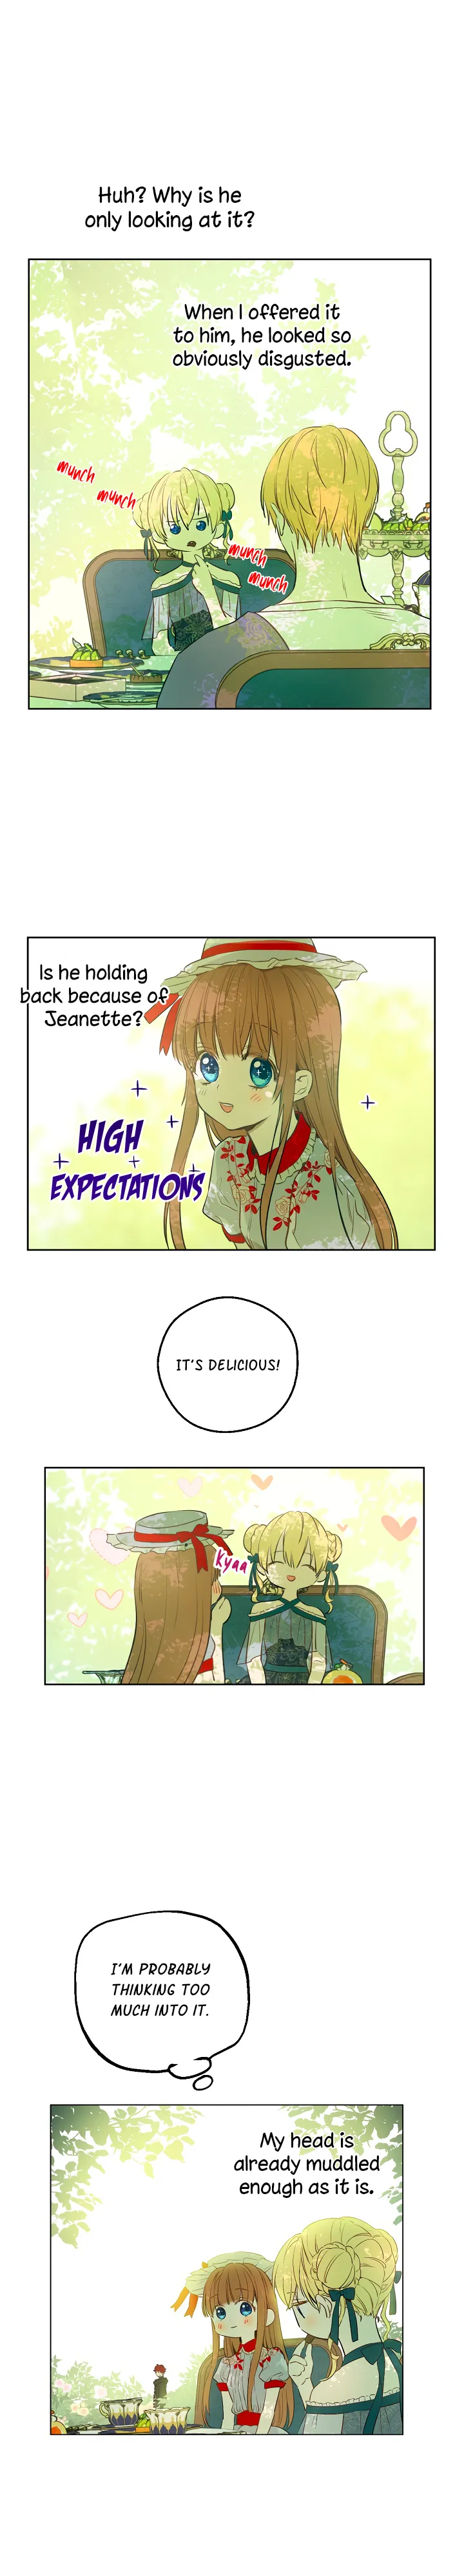 Huh? Why is he
only looking at it?
When I offered it
to him, he looked so
obviously disgusted.
munch
munch
munch
munch
Is he holding
back because of
Jeanette?
HIGH
EXPECTATIONS
IT'S DELICIOUS!
kyaa
I'M PROBABLY
THINKING TOO
MUCH INTO IT.
My head is
already muddled
enough as it is.